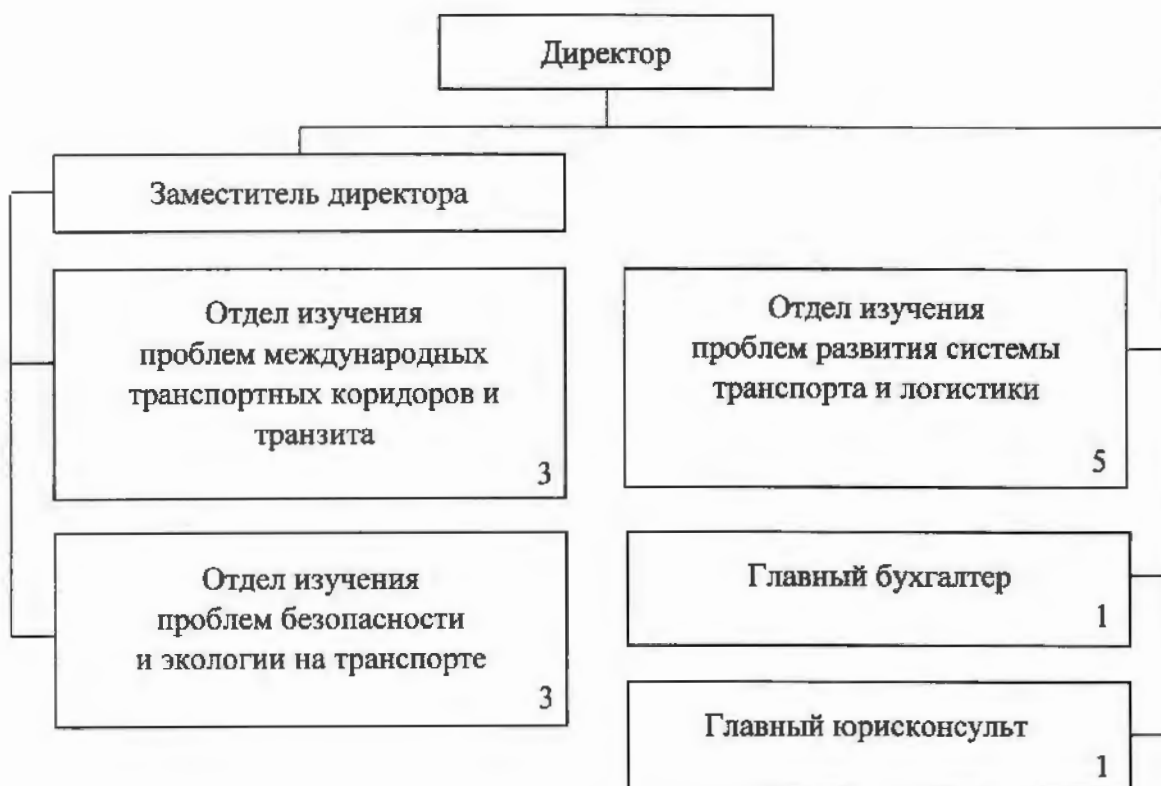 Директор
Заместитель директора
Отдел изучения
проблем международных
транспортных коридоров и
транзита
3
Отдел изучения
проблем безопасности
и экологии на транспорте
3
Отдел изучения
проблем развития системы
транспорта и логистики
5
Главный бухгалтер
1
Главный юрисконсульт
1